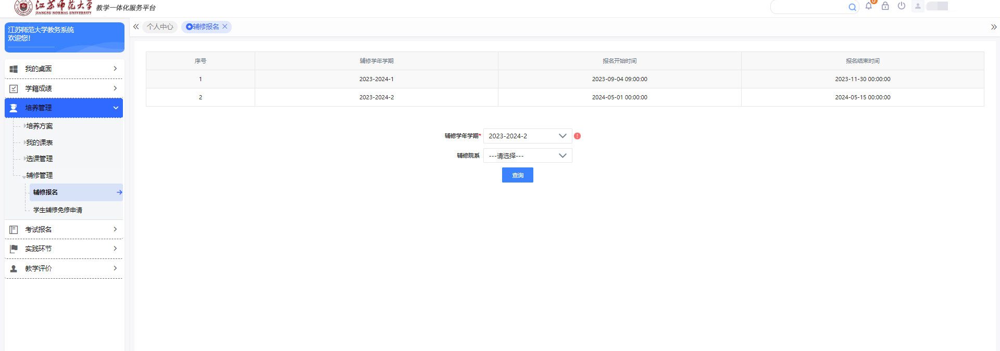 江苏师范大学 教学一体化服务平台
JIANGSU NORMAL UNIVERSITY
0
江苏师范大学教务系统
欢迎您!
个人中心 辅修报名
我的桌面
学籍成绩
培养管理
培养方案
我的课表
选课管理
辅修管理
辅修报名
学生辅修免修申请
考试报名
实践环节
教学评价
序号 辅修学年学期 报名开始时间 报名结束时间
1 2023-2024-1 2023-09-04 09:00:00 2023-11-30 00:00:00
2 2023-2024-2 2024-05-01 00:00:00 2024-05-15 00:00:00
辅修学年学期* 2023-2024-2
辅修院系 ---请选择---
查询